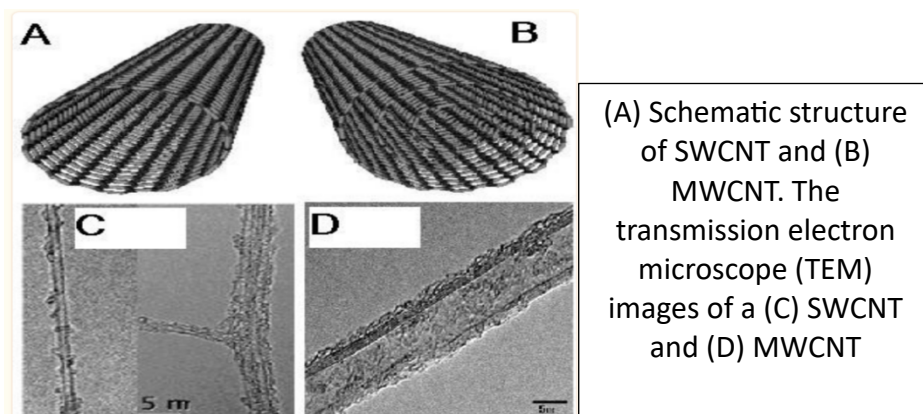 A
B
(A) Schematic structure
of SWCNT and (B)
MWCNT. The
transmission electron
microscope (TEM)
images of a (C) SWCNT
and (D) MWCNT
C
D
5